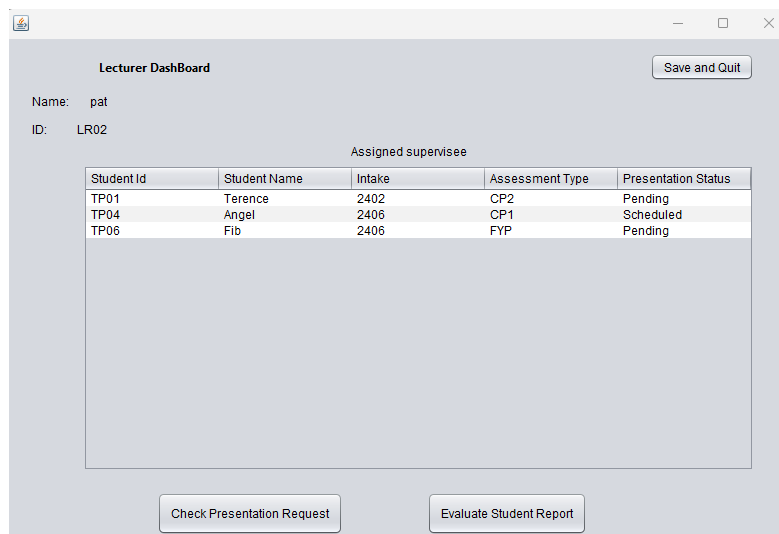 Lecturer DashBoard
Save and Quit
Name: pat
ID: LR02
Assigned supervisee
Student Id Student Name Intake Assessment Type Presentation Status
TP01 Terence 2402 CP2 Pending
TP04 Angel 2406 CP1 Scheduled
TP06 Fib 2406 FYP Pending
Check Presentation Request
Evaluate Student Report